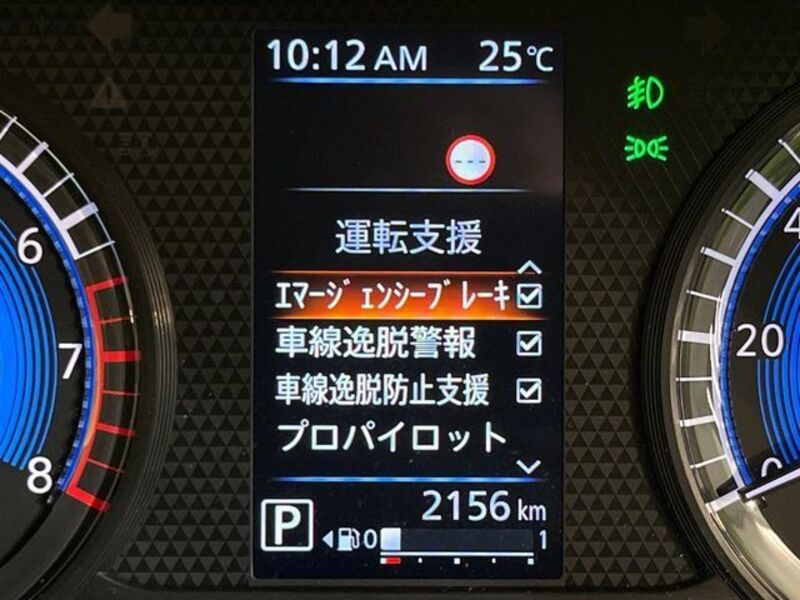 10:12 AM 25℃
---
運転支援
ｴﾏｰｼﾞｪﾝｼｰﾌﾞﾚｰｷ
車線逸脱警報
車線逸脱防止支援
プロパイロット
2156 km
P 0 1
6
7
8
4
20
0